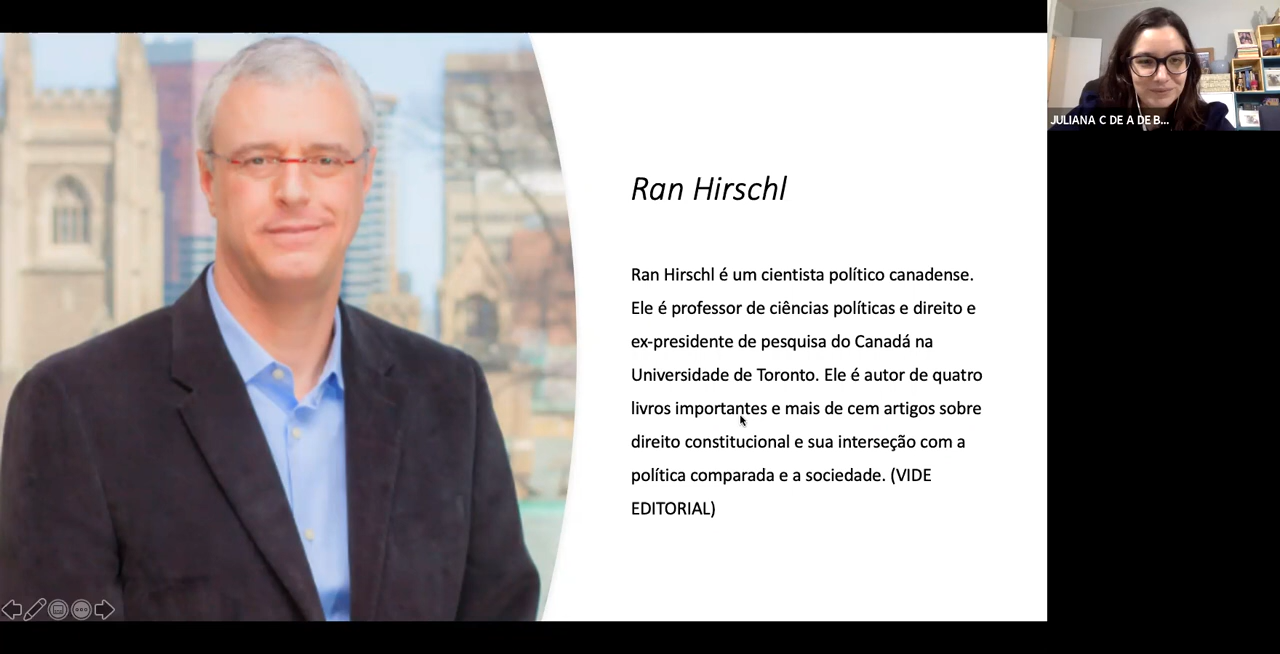 JULIANA C DE A DE B...
Ran Hirschl
Ran Hirschl é um cientista político canadense.
Ele é professor de ciências políticas e direito e
ex-presidente de pesquisa do Canadá na
Universidade de Toronto. Ele é autor de quatro
livros importantes e mais de cem artigos sobre
direito constitucional e sua interseção com a
política comparada e a sociedade. (VIDE
EDITORIAL)